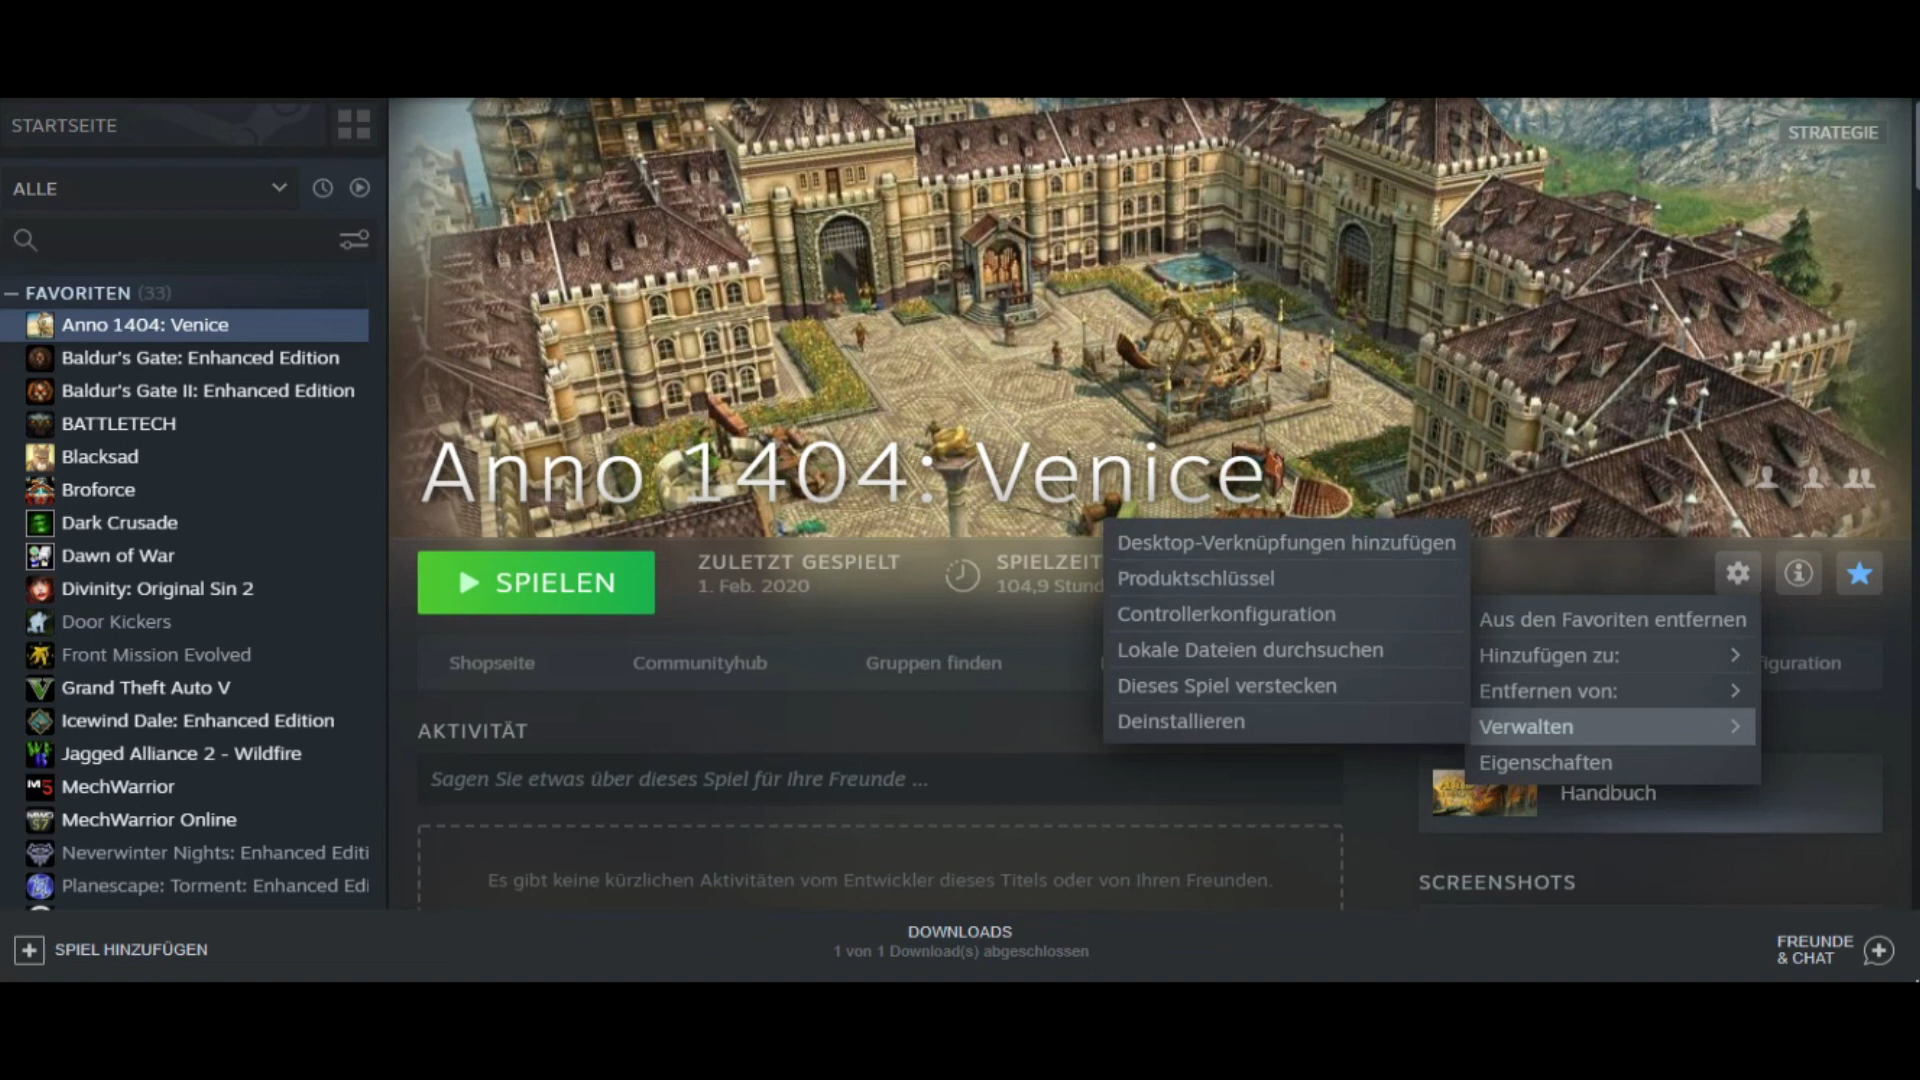 STARTSEITE
ALLE
FAVORITEN (33)
Anno 1404: Venice
Baldur's Gate: Enhanced Edition
Baldur's Gate II: Enhanced Edition
BATTLETECH
Blacksad
Broforce
Dark Crusade
Dawn of War
Divinity: Original Sin 2
Door Kickers
Front Mission Evolved
Grand Theft Auto V
Icewind Dale: Enhanced Edition
Jagged Alliance 2 - Wildfire
MechWarrior
MechWarrior Online
Neverwinter Nights: Enhanced Editi
Planescape: Torment: Enhanced Edi
STRATEGIE
Anno 1404: Venice
SPIELEN
ZULETZT GESPIELT
1. Feb. 2020
SPIELZEIT
104,9 Stund
Desktop-Verknüpfungen hinzufügen
Produktschlüssel
Controllerkonfiguration
Lokale Dateien durchsuchen
Dieses Spiel verstecken
Deinstallieren
Aus den Favoriten entfernen
Hinzufügen zu:
Entfernen von:
Verwalten
Eigenschaften
Shopseite
Communityhub
Gruppen finden
iguration
AKTIVITÄT
Sagen Sie etwas über dieses Spiel für Ihre Freunde ...
Es gibt keine kürzlichen Aktivitäten vom Entwickler dieses Titels oder von Ihren Freunden.
Handbuch
SCREENSHOTS
SPIEL HINZUFÜGEN
DOWNLOADS
1 von 1 Download(s) abgeschlossen
FREUNDE
& CHAT